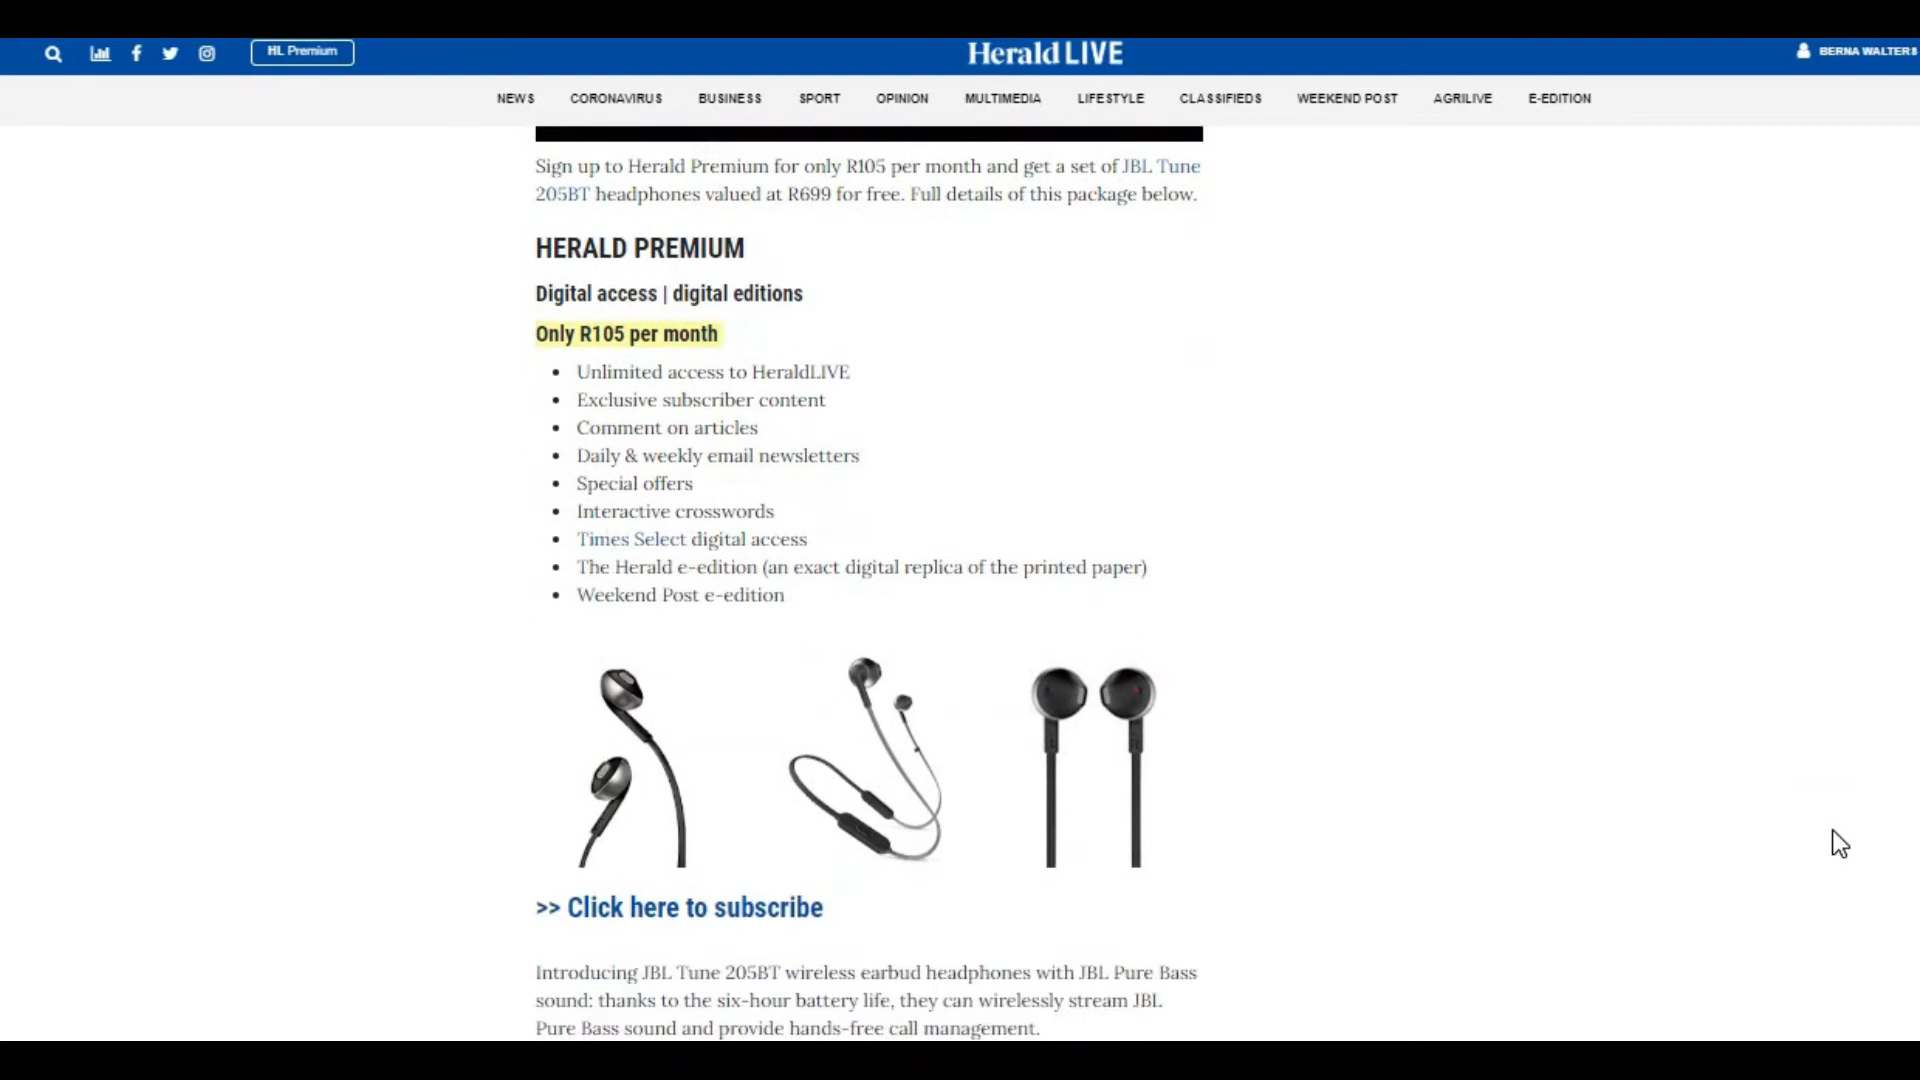 HL Premium
Herald LIVE
BERNA WALTERS
NEWS CORONAVIRUS BUSINESS SPORT OPINION MULTIMEDIA LIFESTYLE CLASSIFIEDS WEEKEND POST AGRILIVE E-EDITION
Sign up to Herald Premium for only R105 per month and get a set of JBL Tune
205BT headphones valued at R699 for free. Full details of this package below.
HERALD PREMIUM
Digital access | digital editions
Only R105 per month
• Unlimited access to HeraldLIVE
• Exclusive subscriber content
• Comment on articles
• Daily & weekly email newsletters
• Special offers
• Interactive crosswords
• Times Select digital access
• The Herald e-edition (an exact digital replica of the printed paper)
• Weekend Post e-edition
>> Click here to subscribe
Introducing JBL Tune 205BT wireless earbud headphones with JBL Pure Bass
sound: thanks to the six-hour battery life, they can wirelessly stream JBL
Pure Bass sound and provide hands-free call management.